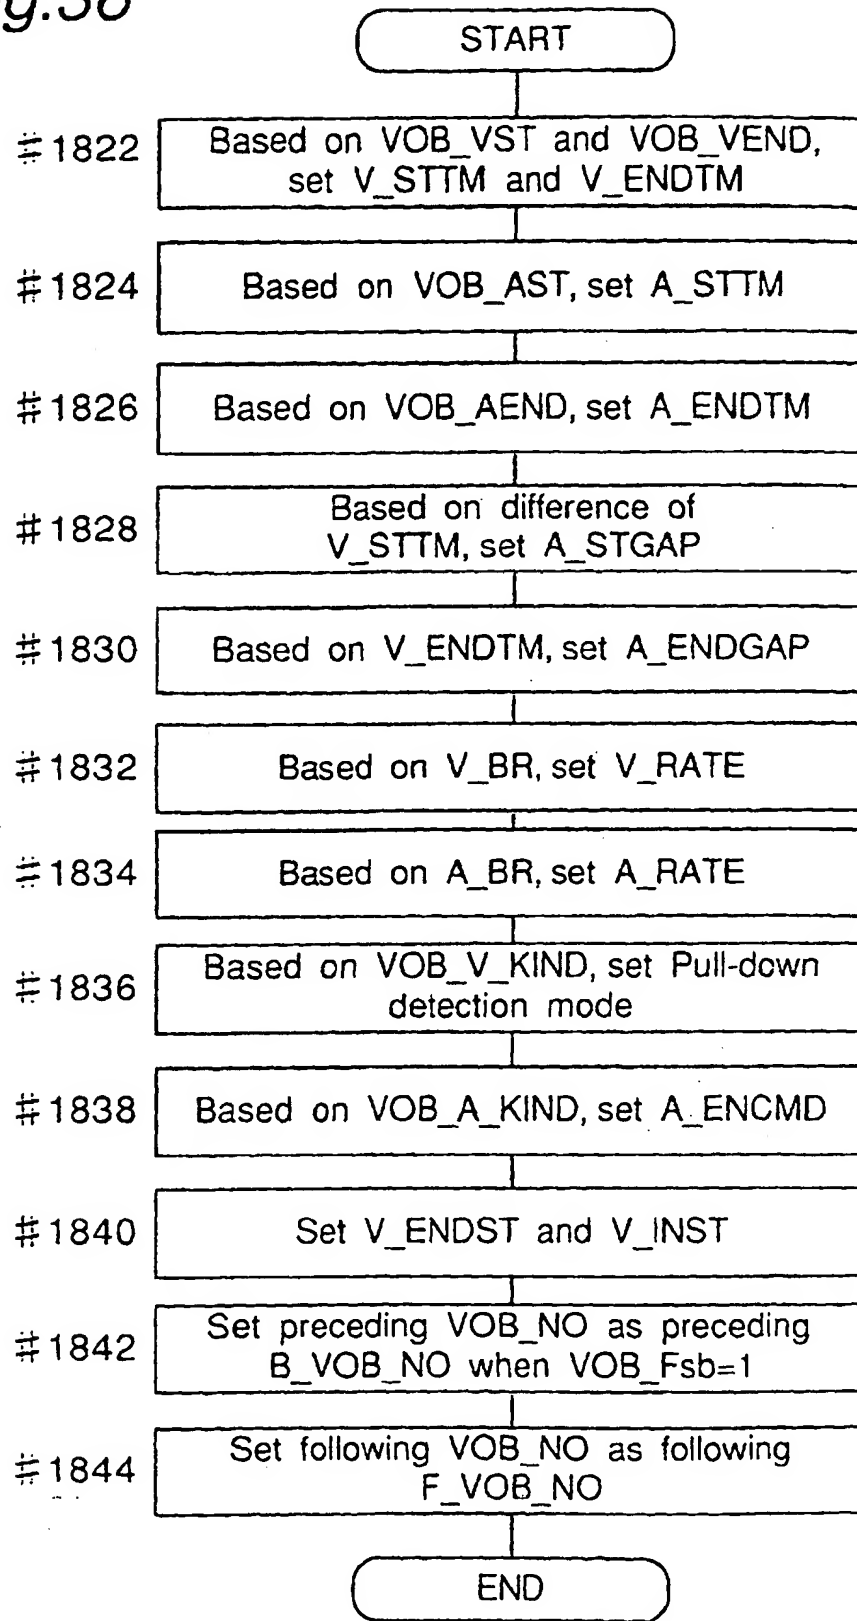 g.36
START
#1822
Based on VOB_VST and VOB_VEND,
set V_STTM and V_ENDTM
#1824
Based on VOB_AST, set A_STTM
#1826
Based on VOB_AEND, set A_ENDTM
#1828
Based on difference of
V_STTM, set A_STGAP
#1830
Based on V_ENDTM, set A_ENDGAP
#1832
Based on V_BR, set V_RATE
#1834
Based on A_BR, set A_RATE
#1836
Based on VOB_V_KIND, set Pull-down
detection mode
#1838
Based on VOB_A_KIND, set A_ENCMD
#1840
Set V_ENDST and V_INST
#1842
Set preceding VOB_NO as preceding
B_VOB_NO when VOB_Fsb=1
#1844
Set following VOB_NO as following
F_VOB_NO
END